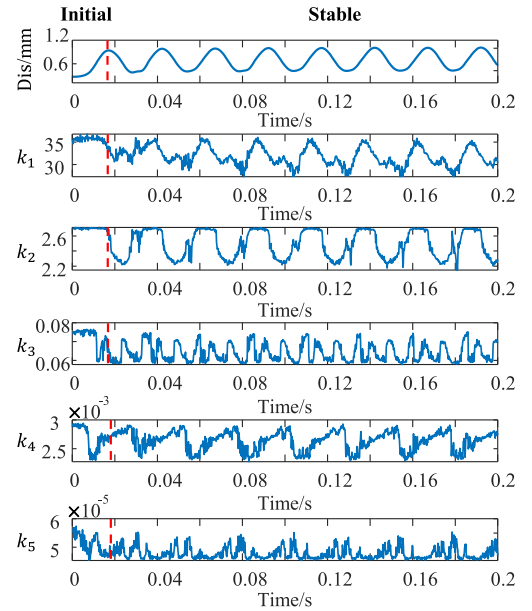 Initial Stable
Dis/mm
1.2
0.6
0 0.04 0.08 0.12 0.16 0.2
Time/s
k₁
35
30
0 0.04 0.08 0.12 0.16 0.2
Time/s
k₂
2.6
2.2
0 0.04 0.08 0.12 0.16 0.2
Time/s
k₃
0.08
0.06
0 0.04 0.08 0.12 0.16 0.2
Time/s
×10⁻³
k₄
3
2.5
0 0.04 0.08 0.12 0.16 0.2
Time/s
×10⁻⁵
k₅
6
5
0 0.04 0.08 0.12 0.16 0.2
Time/s